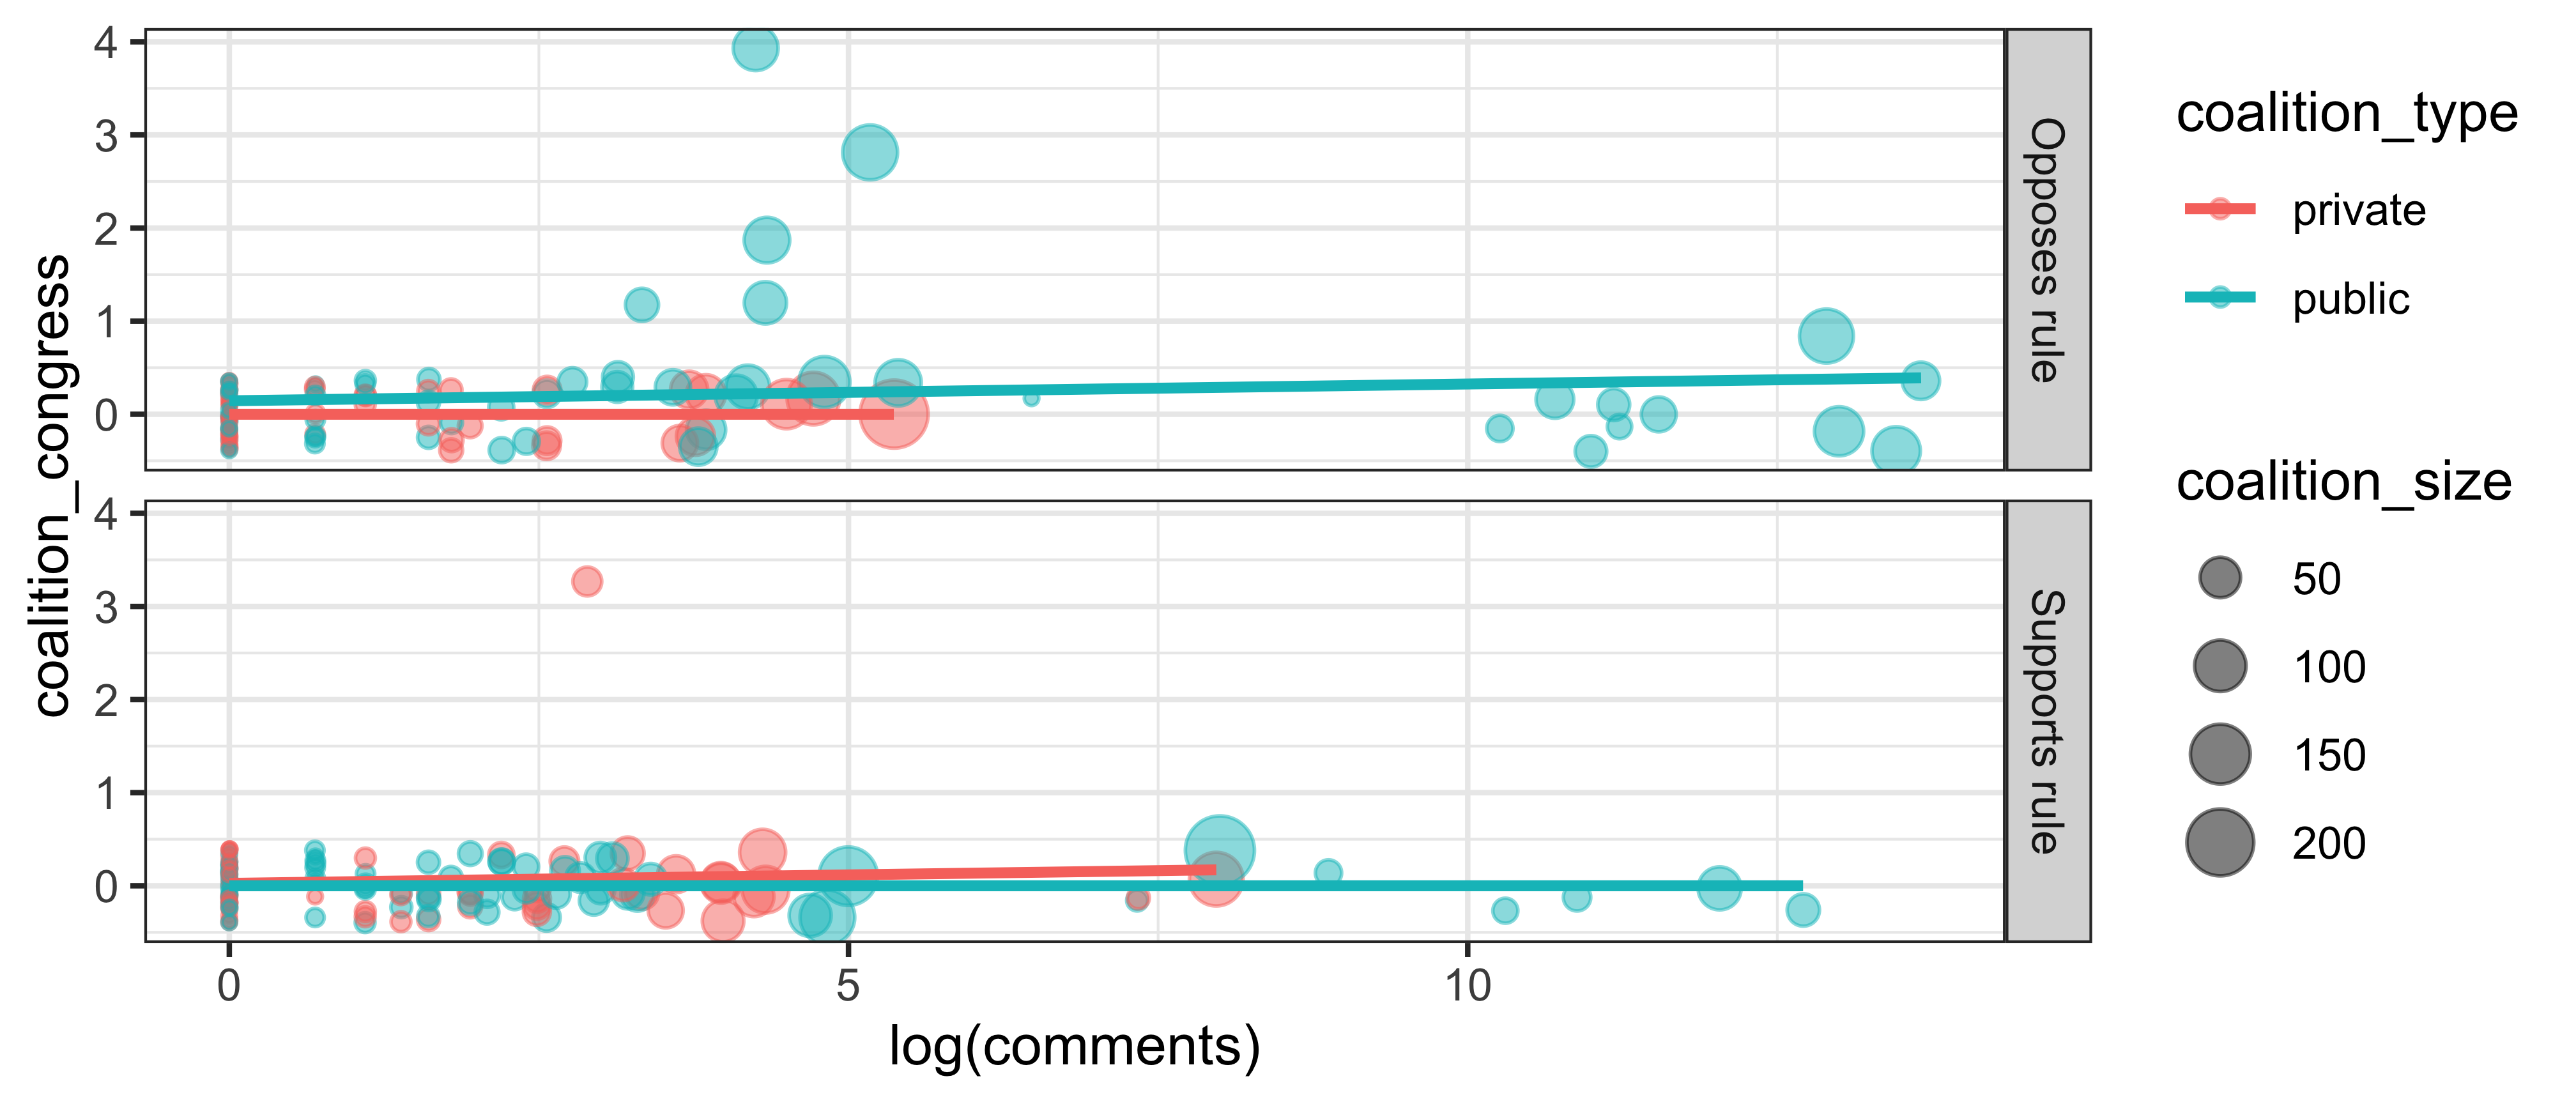 coalition_congress
4
3
2
1
0
Opposes rule
4
3
2
1
0
Supports rule
0
5
10
log(comments)
coalition_type
private
public
coalition_size
50
100
150
200